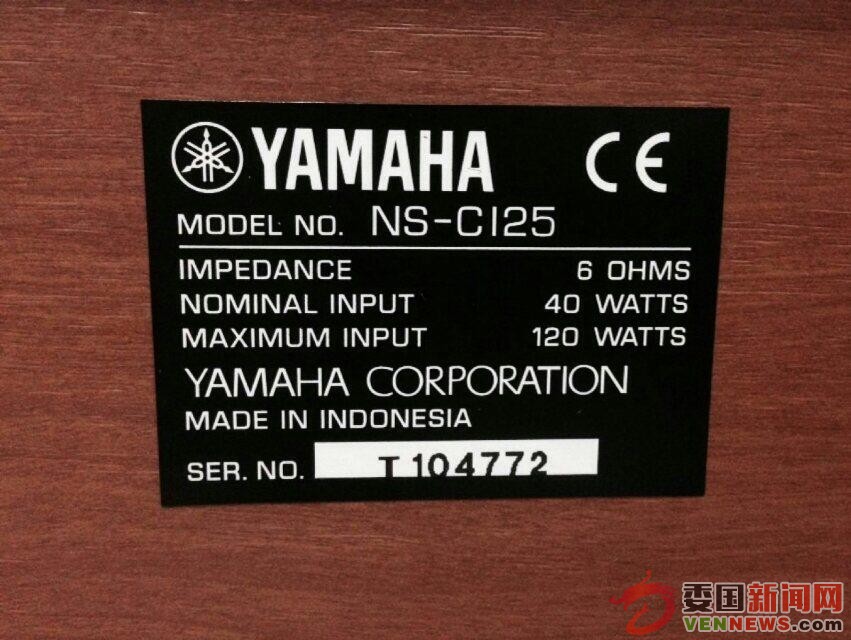 YAMAHA CE
MODEL NO. NS-C125
IMPEDANCE 6 OHMS
NOMINAL INPUT 40 WATTS
MAXIMUM INPUT 120 WATTS
YAMAHA CORPORATION
MADE IN INDONESIA
SER. NO. T 104772
委国新闻网
VENNEWS.com